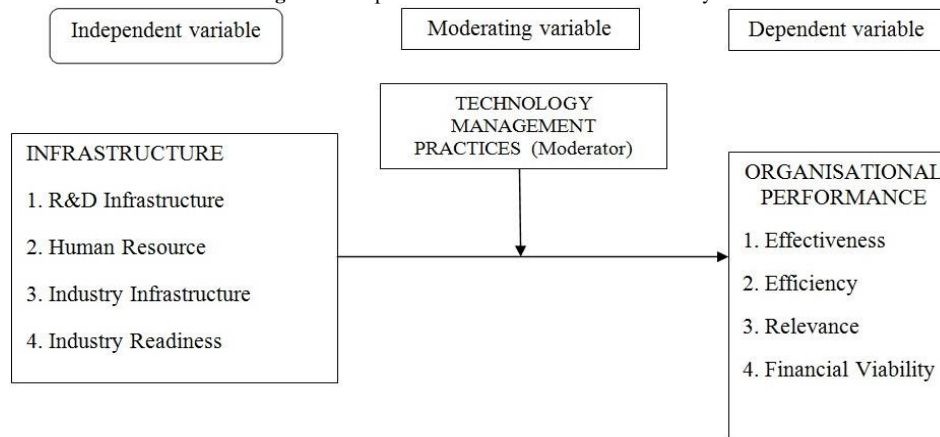 Independent variable
Moderating variable
Dependent variable
TECHNOLOGY
MANAGEMENT
PRACTICES (Moderator)
INFRASTRUCTURE
1. R&D Infrastructure
2. Human Resource
3. Industry Infrastructure
4. Industry Readiness
ORGANISATIONAL
PERFORMANCE
1. Effectiveness
2. Efficiency
3. Relevance
4. Financial Viability